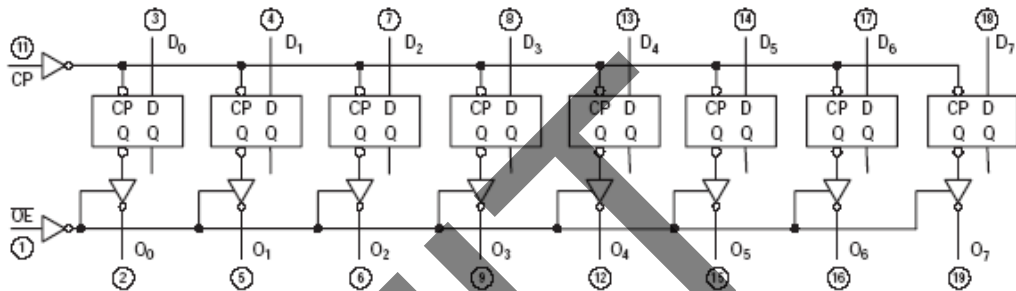 3 4 7 8 13 14 17 18
11 D0 D1 D2 D3 D4 D5 D6 D7
CP
CP D CP D CP D CP D CP D CP D CP D CP D
Q Q Q Q Q Q Q Q Q Q Q Q Q Q Q Q
OE
1 O0 O1 O2 O3 O4 O5 O6 O7
2 5 6 9 12 15 16 19